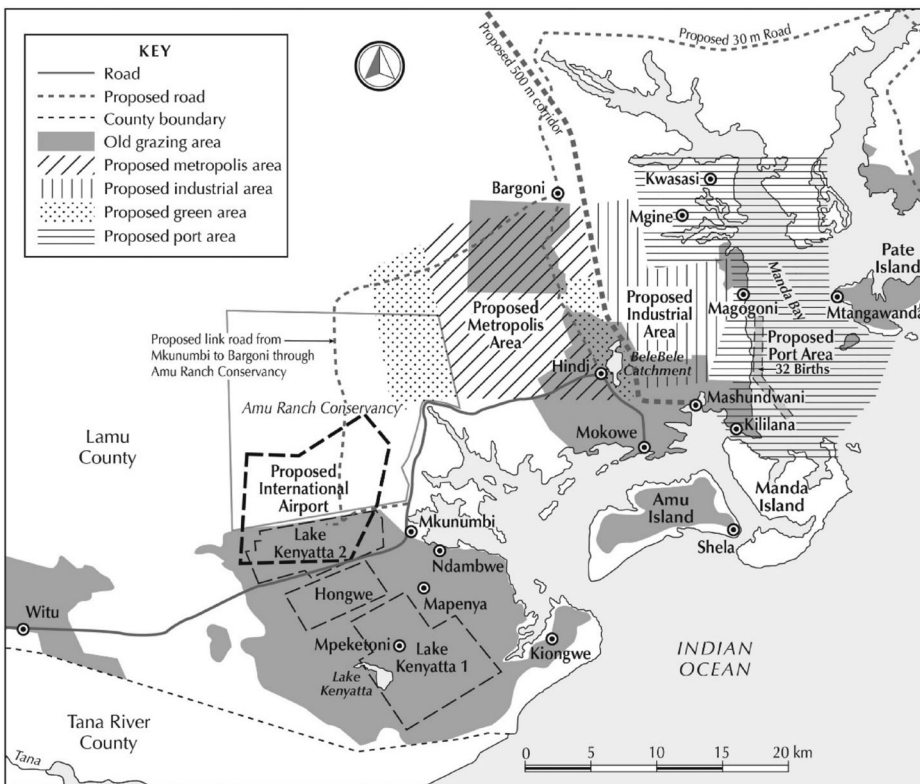 KEY
Road
Proposed road
County boundary
Old grazing area
Proposed metropolis area
Proposed industrial area
Proposed green area
Proposed port area
Proposed 500 m corridor
Proposed 30 m Road
Bargoni
Kwasasi
Mgine
Pate
Island
Manda Bay
Magogoni
Mtangawanda
Proposed
Metropolis
Area
Proposed
Industrial
Area
Proposed
Port Area
32 Births
Proposed link road from
Mkunumbi to Bargoni through
Amu Ranch Conservancy
Hindi
BeleBele
Catchment
Mashundwani
Amu Ranch Conservancy
Kililana
Mokowe
Lamu
County
Proposed
International
Airport
Manda
Island
Amu
Island
Shela
Mkunumbi
Lake
Kenyatta 2
Ndambwe
Hongwe
Mapenya
Witu
Mpeketoni
Lake
Kenyatta 1
Kiongwe
Lake
Kenyatta
INDIAN
OCEAN
Tana River
County
Tana
0 5 10 15 20 km